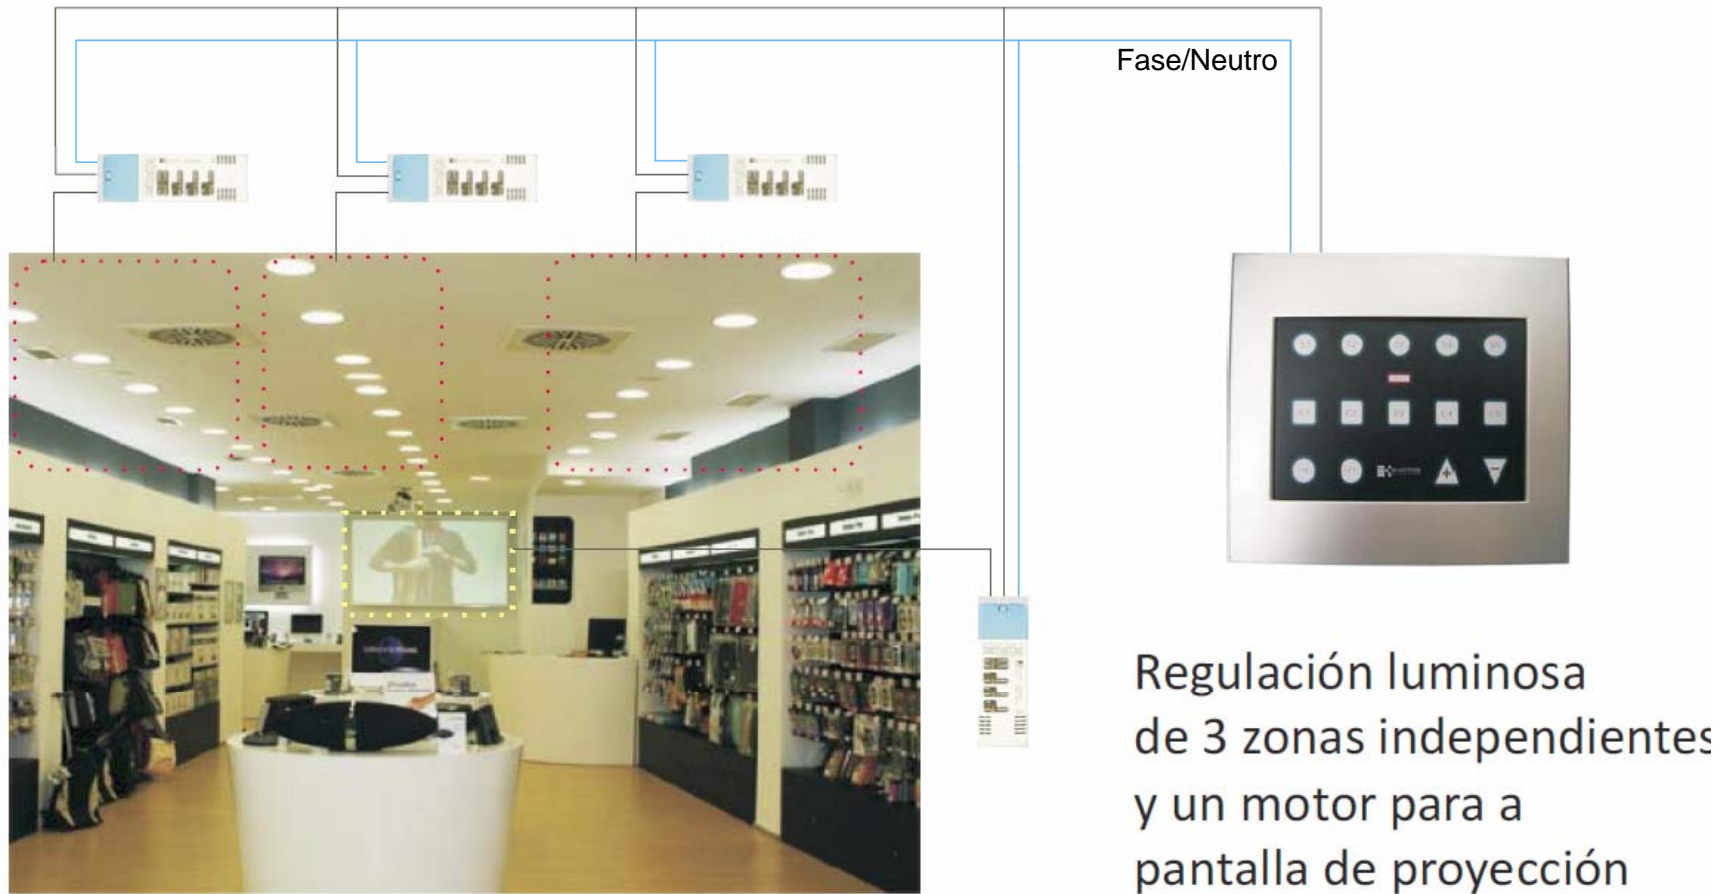 Fase/Neutro
Regulación luminosa
de 3 zonas independientes
y un motor para a
pantalla de proyección